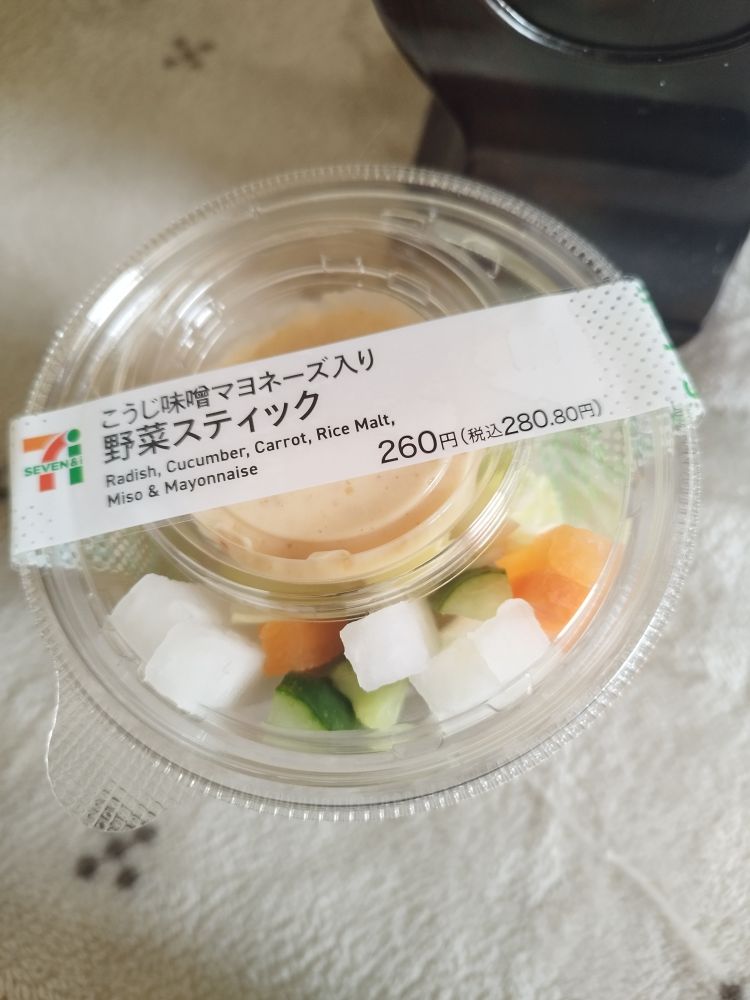 こうじ味噌マヨネーズ入り
野菜スティック
Radish, Cucumber, Carrot, Rice Malt,
Miso & Mayonnaise
260円(税込280.80円)
SEVEN&i